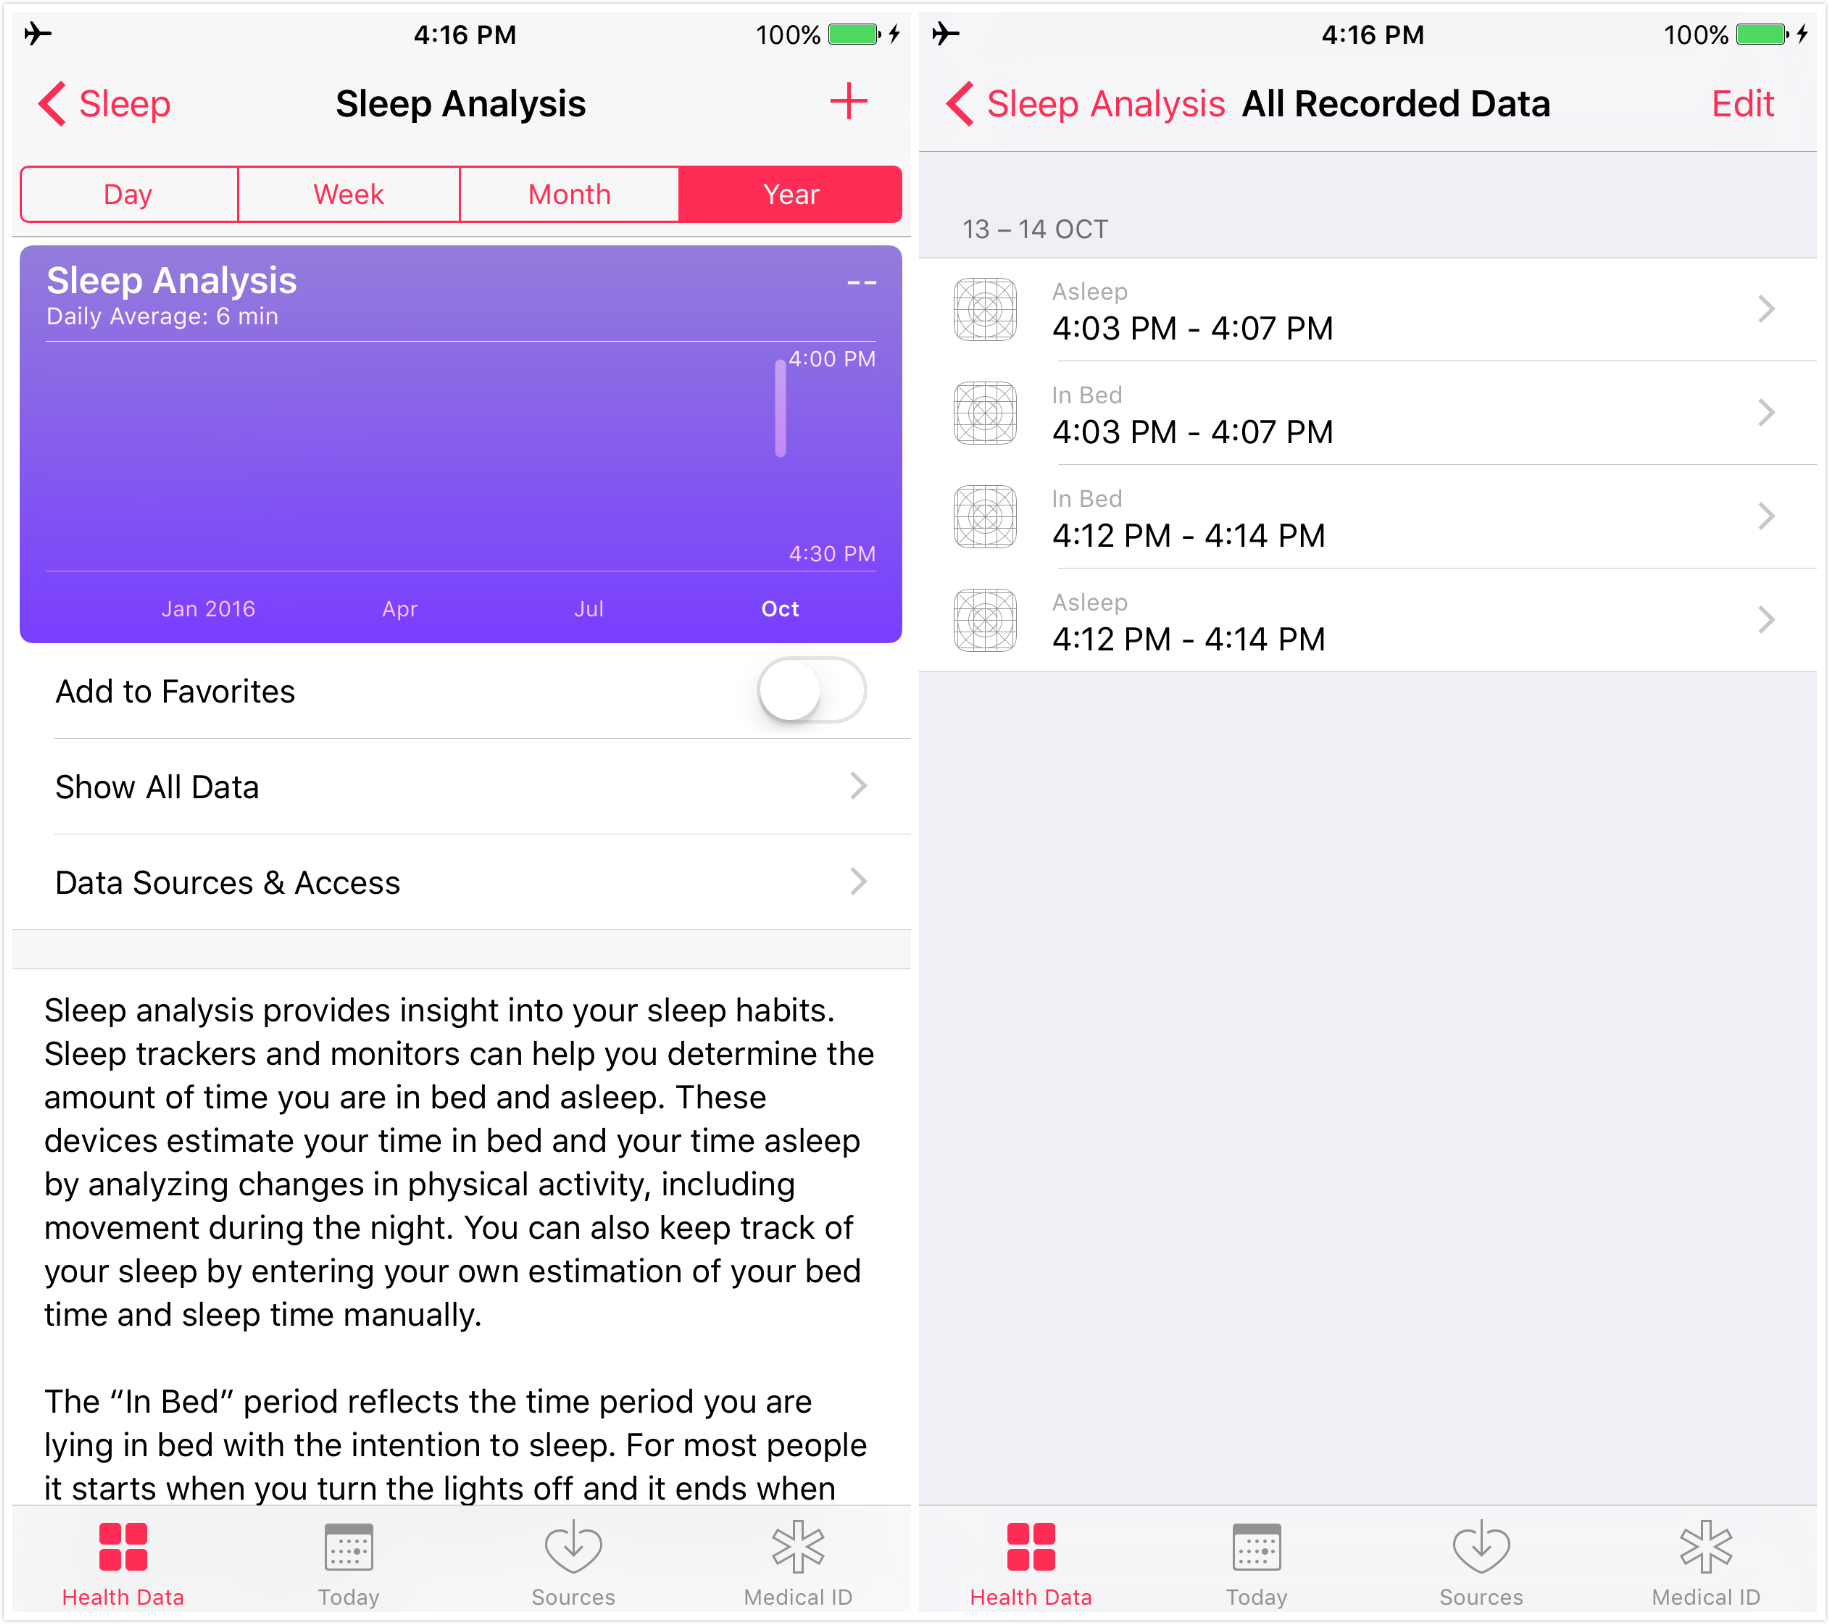 4:16 PM
100%
Sleep
Sleep Analysis
+
Day
Week
Month
Year
Sleep Analysis
--
Daily Average: 6 min
4:00 PM
4:30 PM
Jan 2016
Apr
Jul
Oct
Add to Favorites
Show All Data
Data Sources & Access
Sleep analysis provides insight into your sleep habits.
Sleep trackers and monitors can help you determine the
amount of time you are in bed and asleep. These
devices estimate your time in bed and your time asleep
by analyzing changes in physical activity, including
movement during the night. You can also keep track of
your sleep by entering your own estimation of your bed
time and sleep time manually.
The “In Bed” period reflects the time period you are
lying in bed with the intention to sleep. For most people
it starts when you turn the lights off and it ends when
Health Data
Today
Sources
Medical ID
4:16 PM
100%
Sleep Analysis
All Recorded Data
Edit
13 – 14 OCT
Asleep
4:03 PM - 4:07 PM
In Bed
4:03 PM - 4:07 PM
In Bed
4:12 PM - 4:14 PM
Asleep
4:12 PM - 4:14 PM
Health Data
Today
Sources
Medical ID